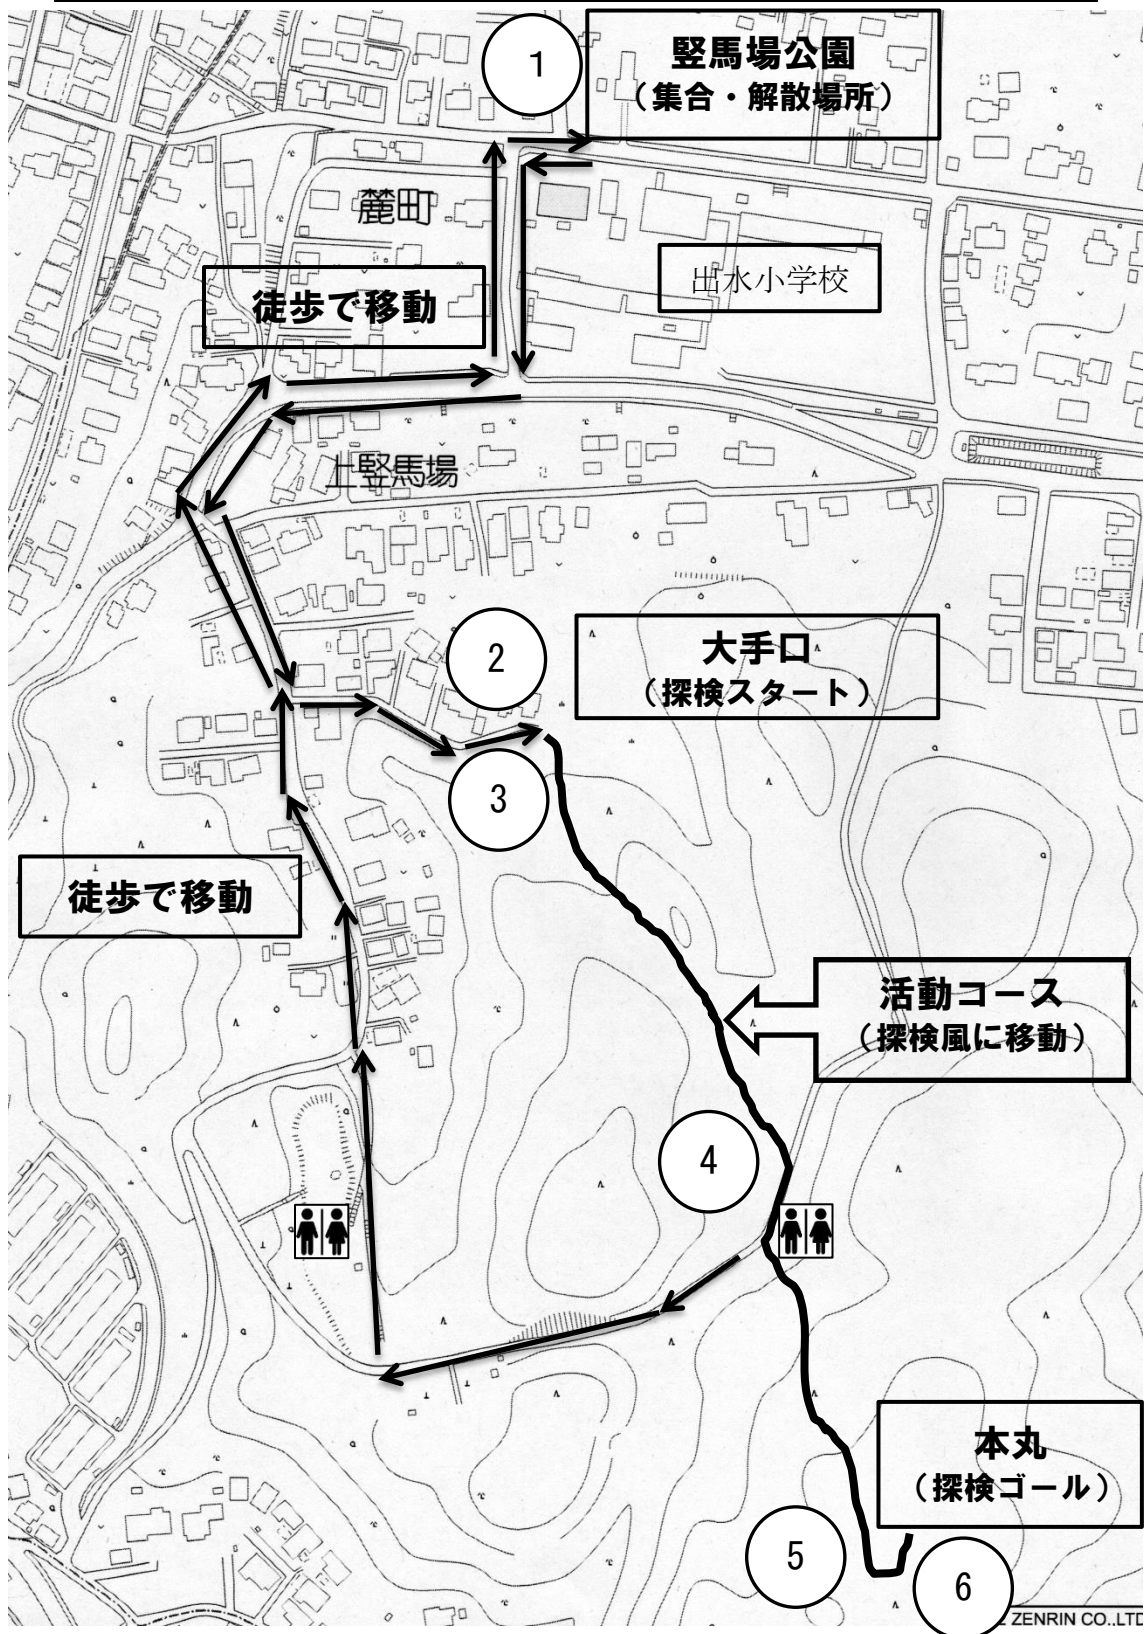 1
竪馬場公園
（集合・解散場所）
麓町
出水小学校
徒歩で移動
上竪馬場
2
大手口
（探検スタート）
3
徒歩で移動
活動コース
（探検風に移動）
4
本丸
（探検ゴール）
5
6
ZENRIN CO.,LTD